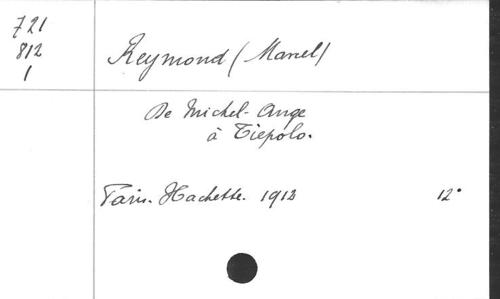 721
812
1
Reymond (Marcel)
De Michel-Ange
à Tiepolo.
Paris. Hachette. 1912 12°